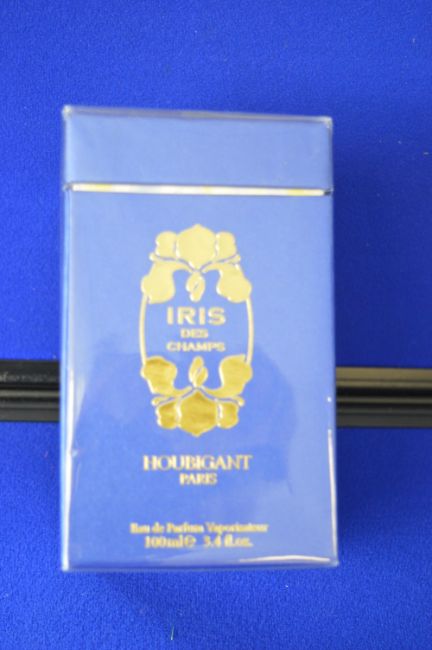 IRIS
DES
CHAMPS
HOUBIGANT
PARIS
Eau de Parfum Vaporisateur
100ml℮ 3.4 fl.oz.